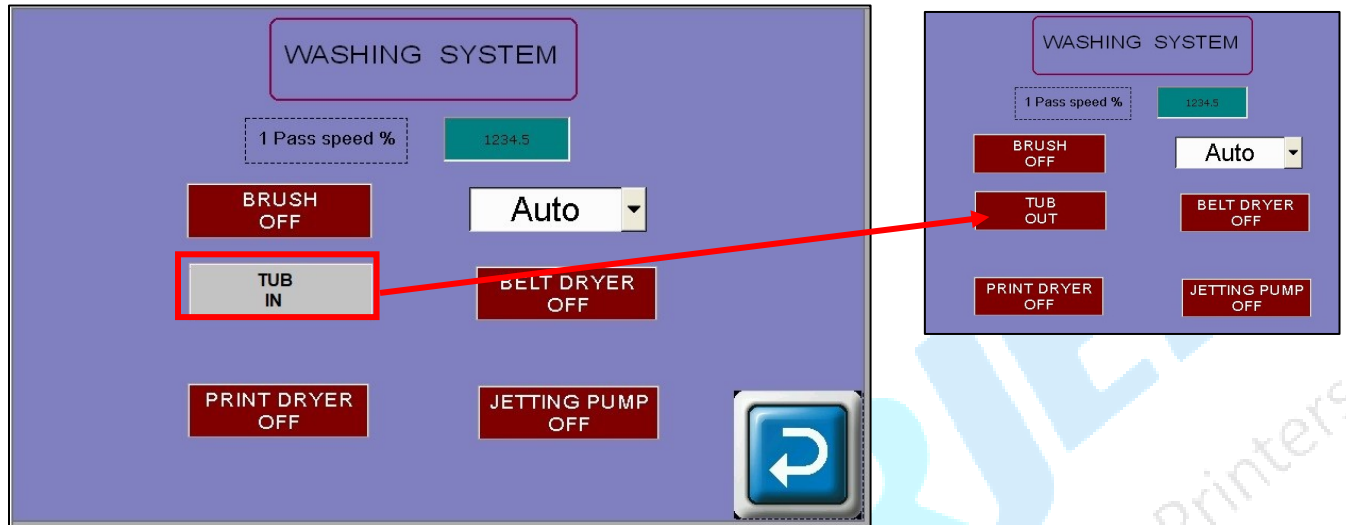 WASHING SYSTEM
1 Pass speed %
1234.5
BRUSH
OFF
Auto
TUB
IN
BELT DRYER
OFF
PRINT DRYER
OFF
JETTING PUMP
OFF
WASHING SYSTEM
1 Pass speed %
1234.5
BRUSH
OFF
Auto
TUB
OUT
BELT DRYER
OFF
PRINT DRYER
OFF
JETTING PUMP
OFF
Printers